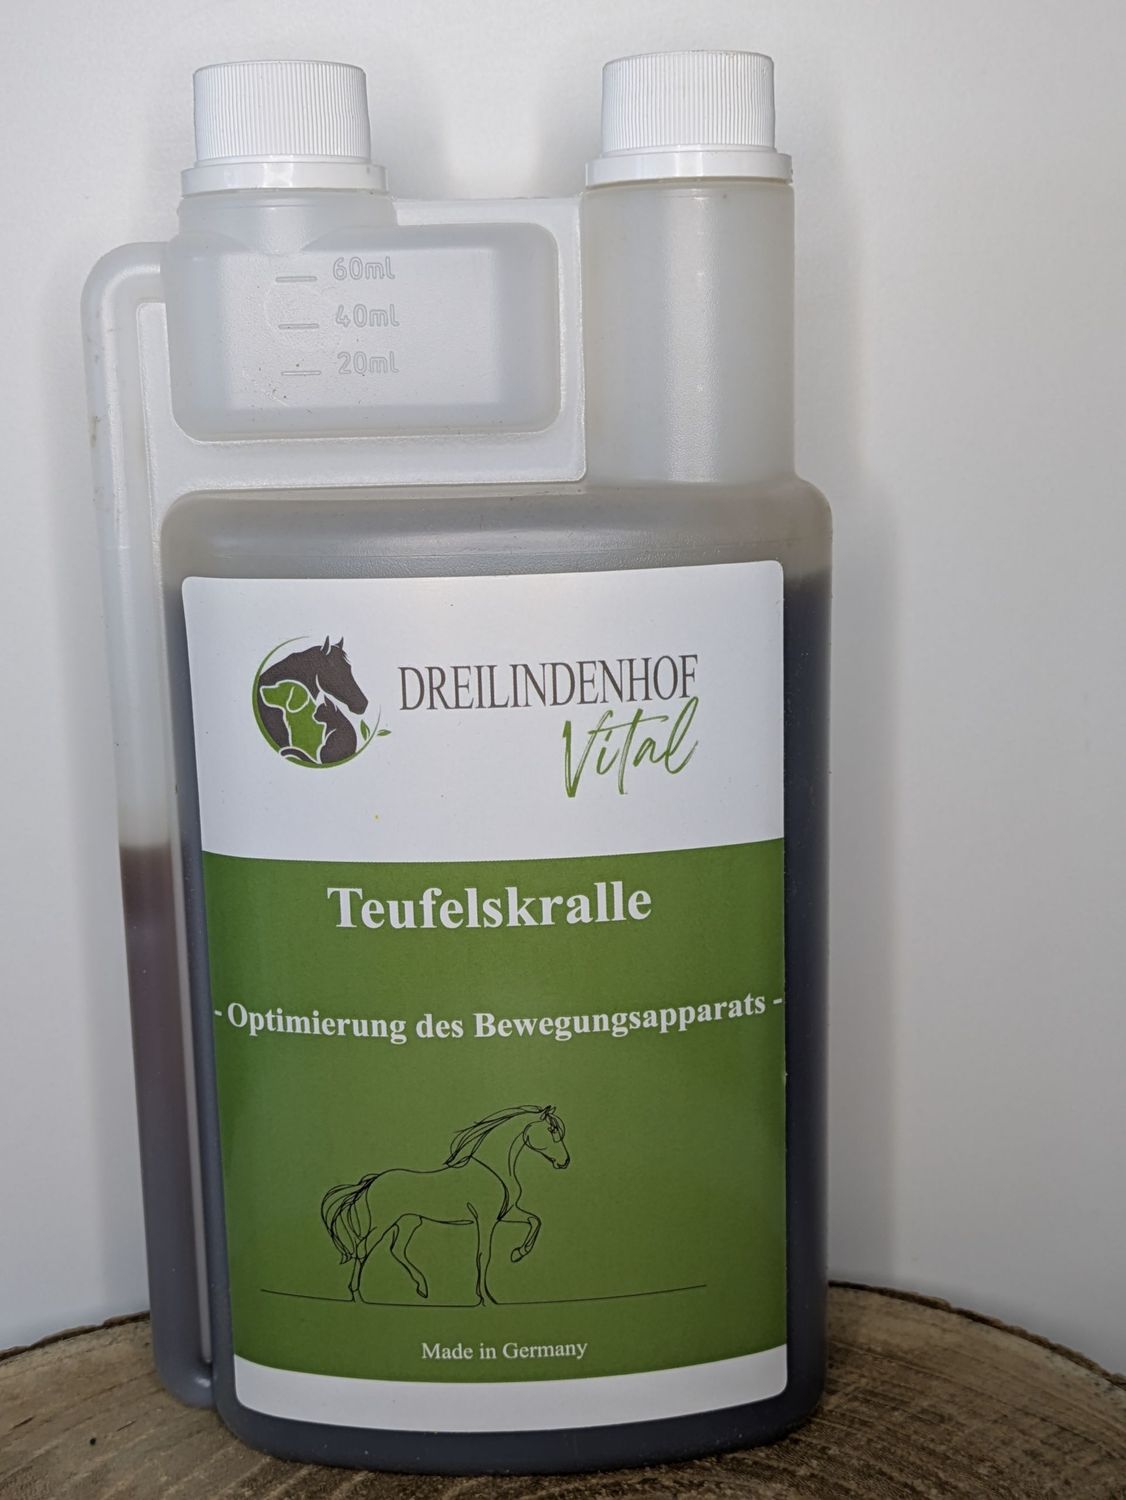 60ml
40ml
20ml
DREILINDENHOF
Vital
Teufelskralle
- Optimierung des Bewegungsapparats -
Made in Germany